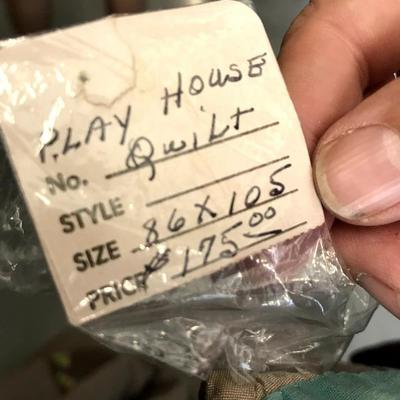 PLAY HOUSE
No. Quilt
STYLE
SIZE 86 x 105
PRICE $175.00